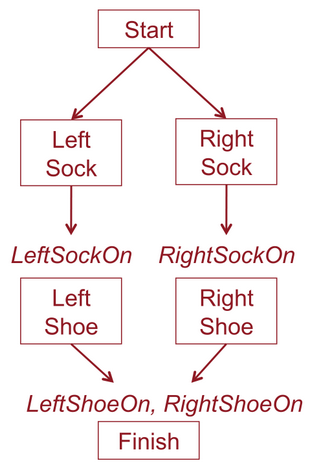 Start
Left
Sock
Right
Sock
LeftSockOn
RightSockOn
Left
Shoe
Right
Shoe
LeftShoeOn, RightShoeOn
Finish